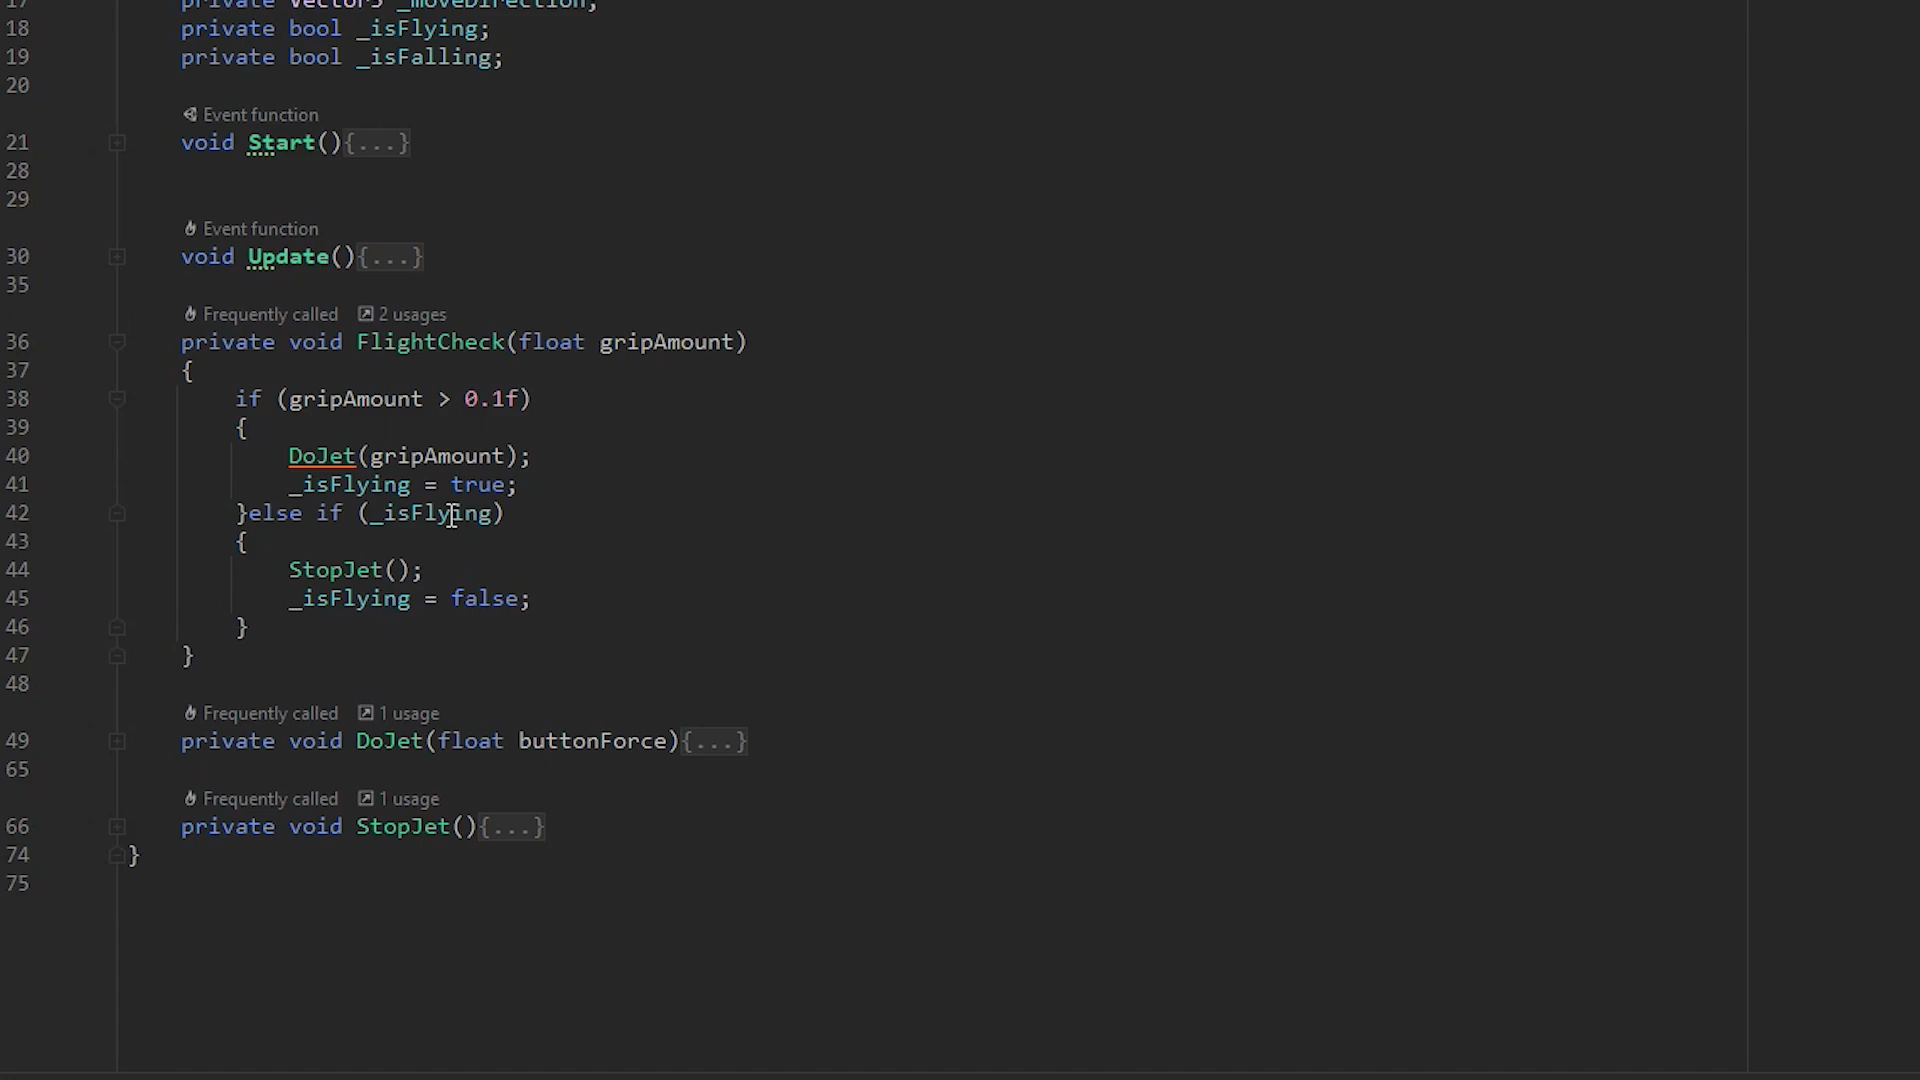 17 private Vector3 _moveDirection;
18 private bool _isFlying;
19 private bool _isFalling;
20
Event function
21 void Start(){...}
28
29
Event function
30 void Update(){...}
35
Frequently called 2 usages
36 private void FlightCheck(float gripAmount)
37 {
38 if (gripAmount > 0.1f)
39 {
40 DoJet(gripAmount);
41 _isFlying = true;
42 }else if (_isFlying)
43 {
44 StopJet();
45 _isFlying = false;
46 }
47 }
48
Frequently called 1 usage
49 private void DoJet(float buttonForce){...}
65
Frequently called 1 usage
66 private void StopJet(){...}
74 }
75